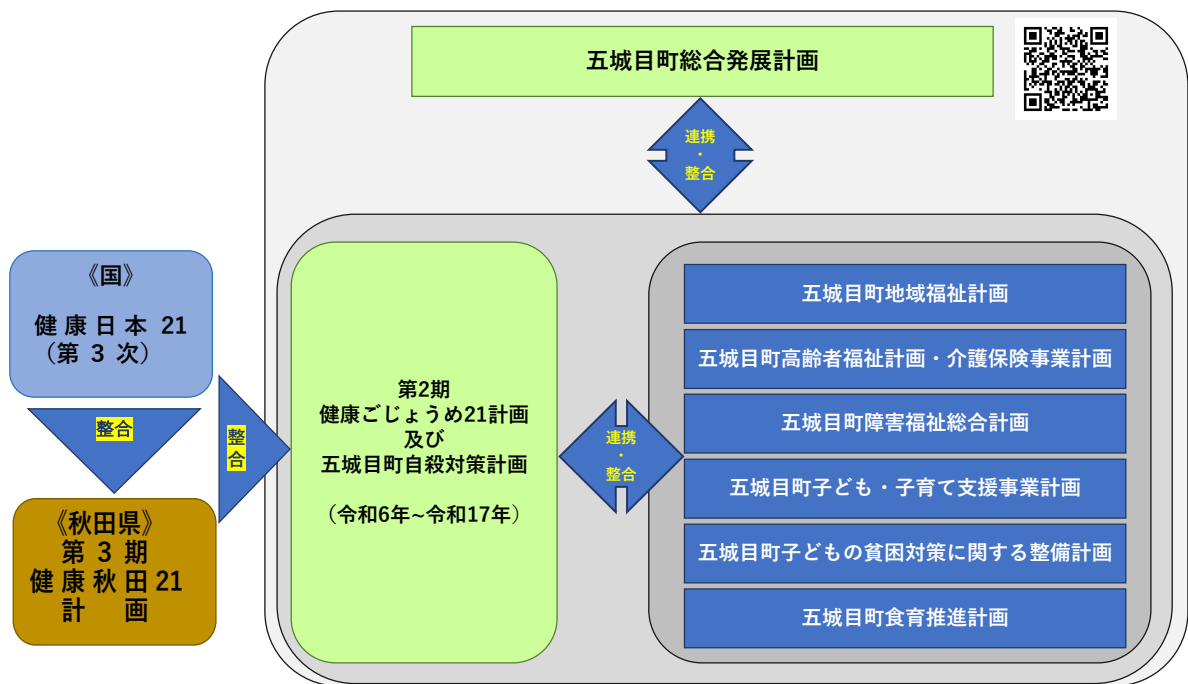 五城目町総合発展計画
連携
・
整合
《国》
健康日本 21
（第 3 次）
整合
《秋田県》
第 3 期
健康秋田 21
計　画
整
合
第2期
健康ごじょうめ21計画
及び
五城目町自殺対策計画
（令和6年~令和17年）
連携
・
整合
五城目町地域福祉計画
五城目町高齢者福祉計画・介護保険事業計画
五城目町障害福祉総合計画
五城目町子ども・子育て支援事業計画
五城目町子どもの貧困対策に関する整備計画
五城目町食育推進計画